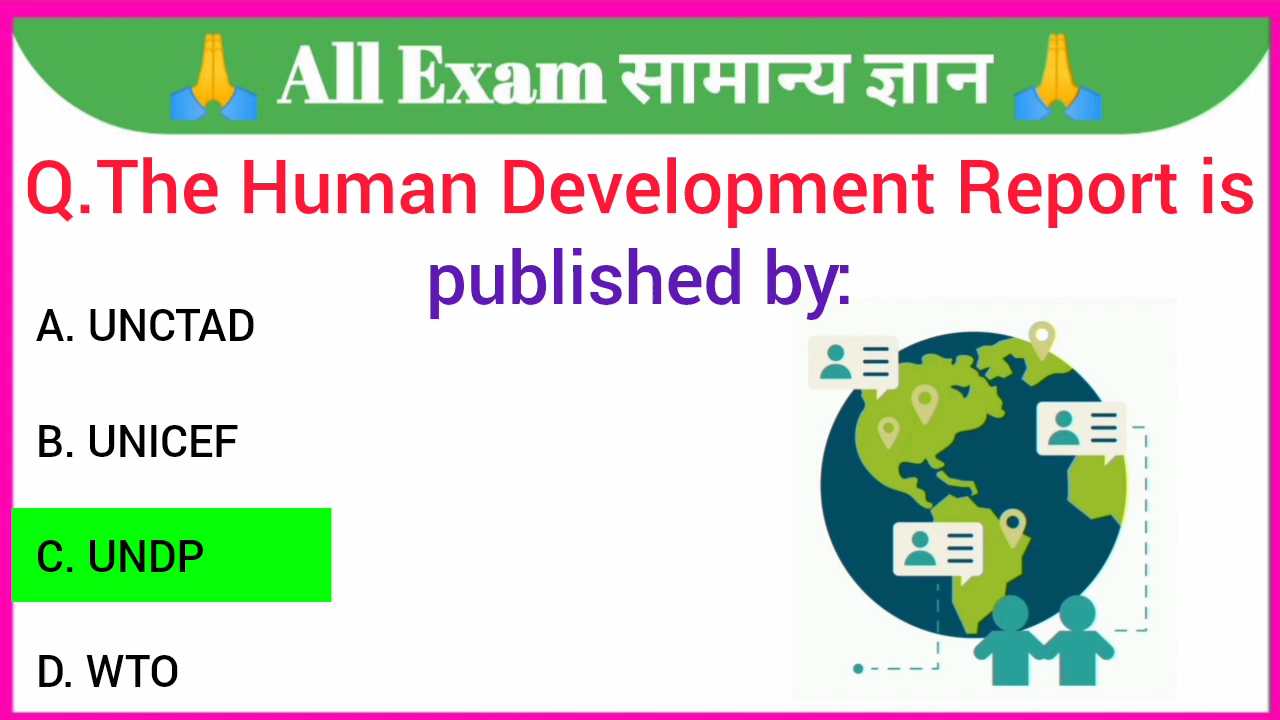 All Exam सामान्य ज्ञान
Q.The Human Development Report is
published by:
A. UNCTAD
B. UNICEF
C. UNDP
D. WTO